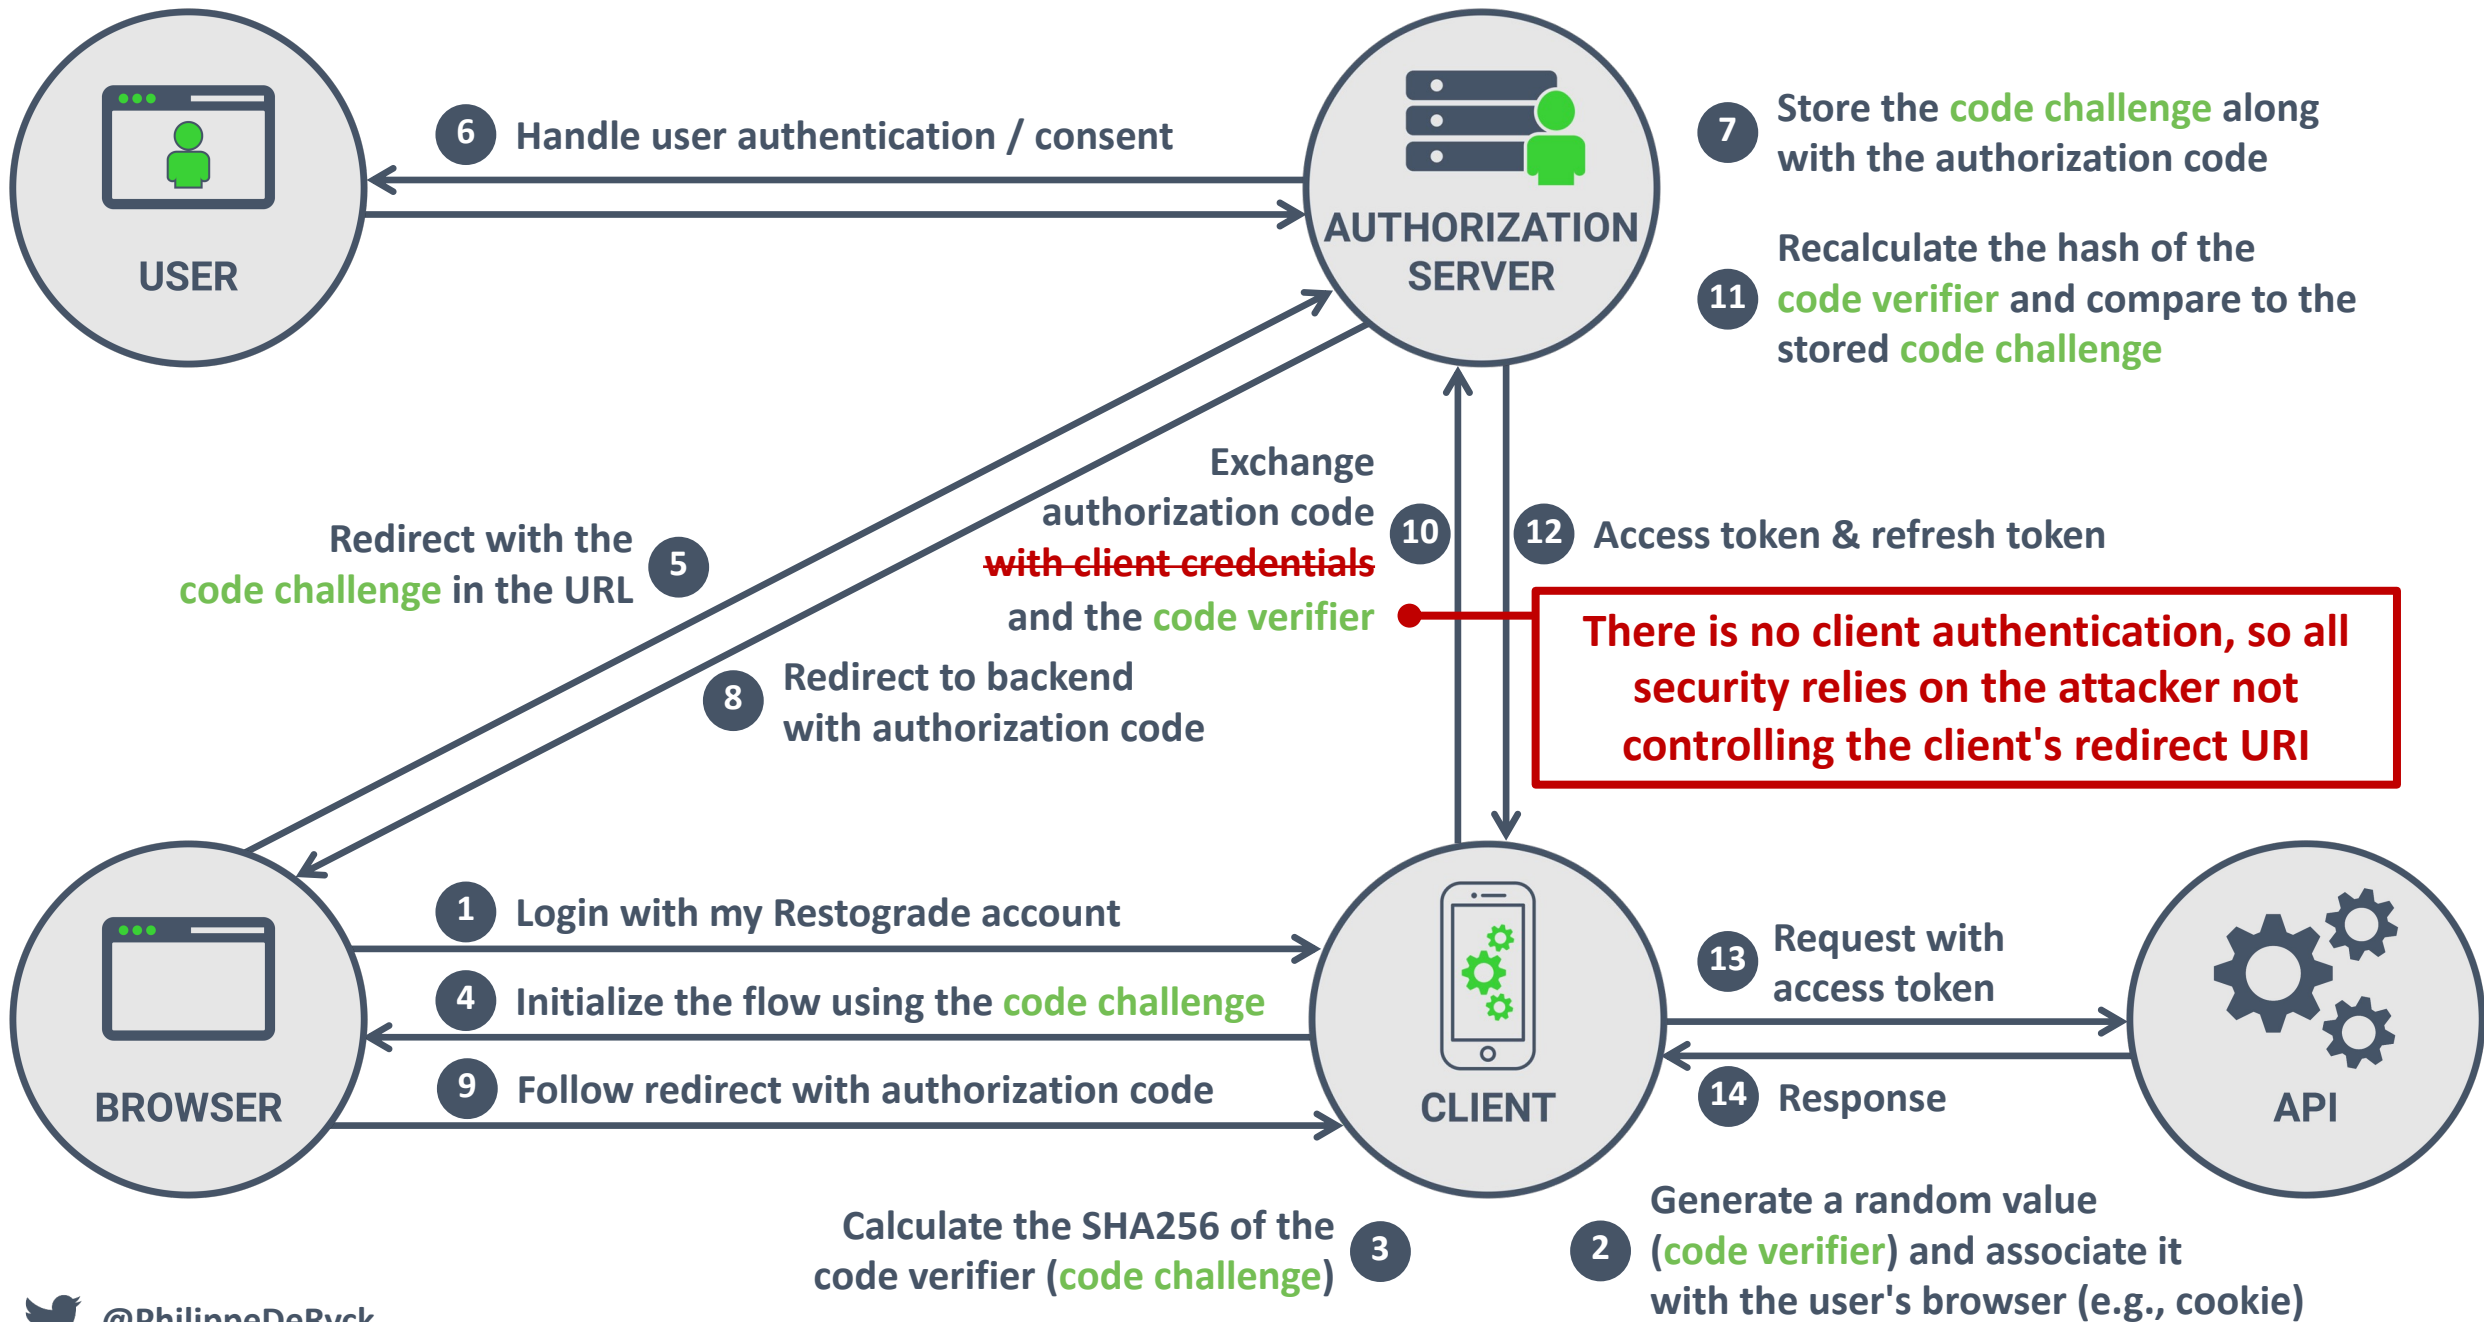 6 Handle user authentication / consent
USER
AUTHORIZATION
SERVER
7 Store the code challenge along
with the authorization code
11 Recalculate the hash of the
code verifier and compare to the
stored code challenge
Redirect with the
code challenge in the URL 5
Exchange
authorization code
with client credentials
and the code verifier
10
12 Access token & refresh token
There is no client authentication, so all
security relies on the attacker not
controlling the client's redirect URI
8 Redirect to backend
with authorization code
1 Login with my Restograde account
4 Initialize the flow using the code challenge
9 Follow redirect with authorization code
BROWSER
CLIENT
13 Request with
access token
14 Response
API
Calculate the SHA256 of the
code verifier (code challenge) 3
2 Generate a random value
(code verifier) and associate it
with the user's browser (e.g., cookie)
@PhilippeDeRyck